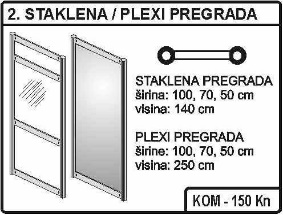 2. STAKLENA / PLEXI PREGRADA
STAKLENA PREGRADA
širina: 100, 70, 50 cm
visina: 140 cm
PLEXI PREGRADA
širina: 100, 70, 50 cm
visina: 250 cm
KOM - 150 Kn